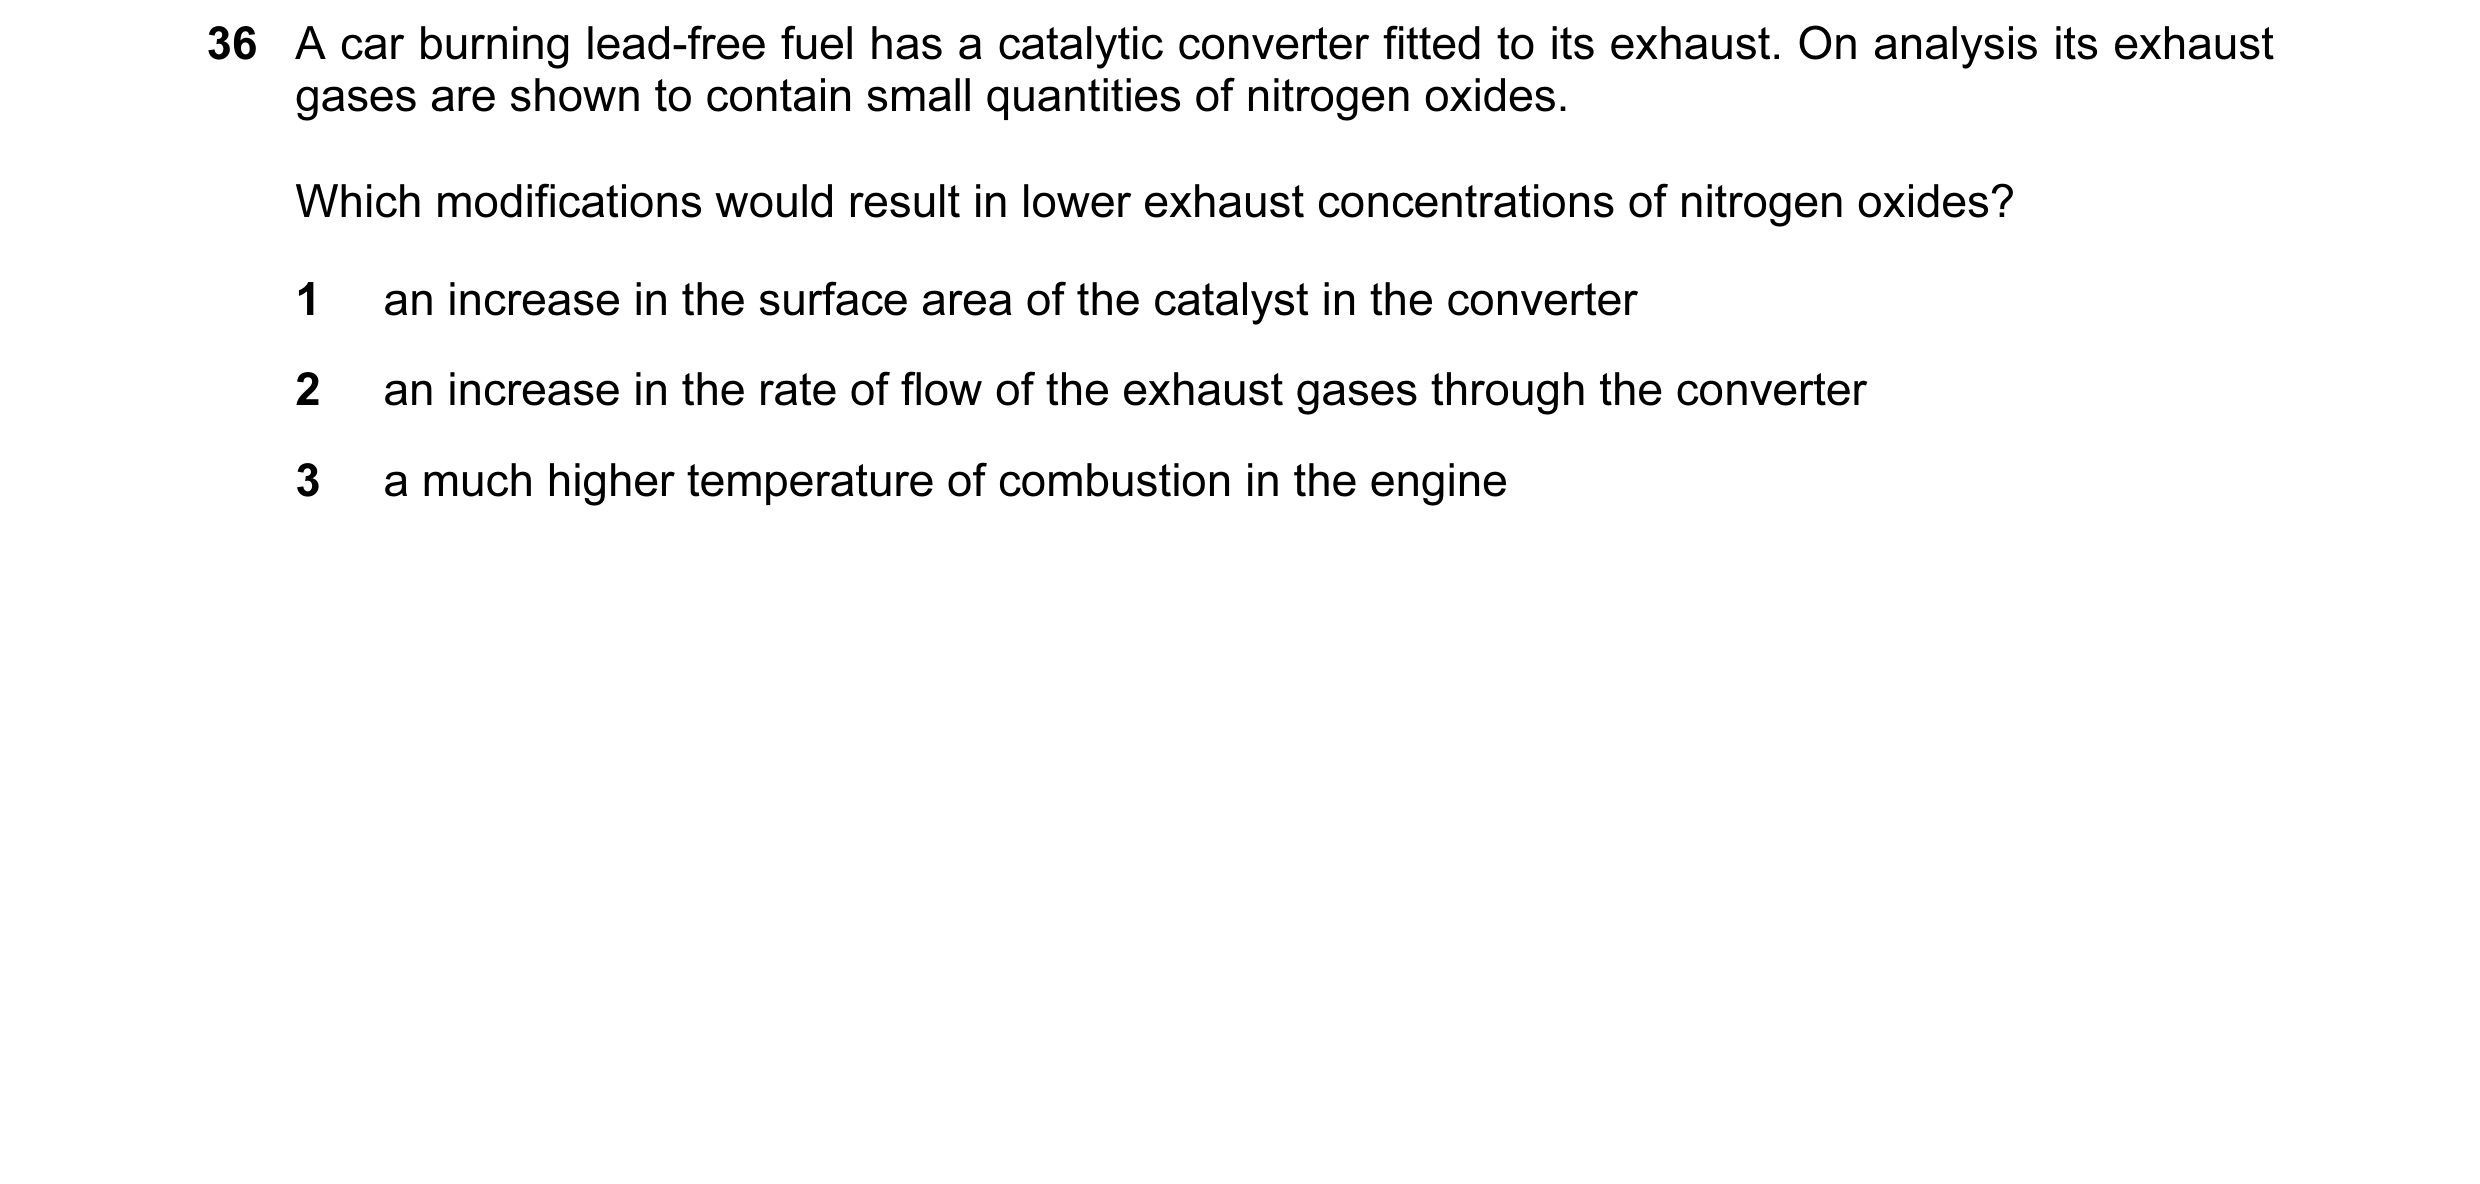 36 A car burning lead-free fuel has a catalytic converter fitted to its exhaust. On analysis its exhaust
gases are shown to contain small quantities of nitrogen oxides.
Which modifications would result in lower exhaust concentrations of nitrogen oxides?
1 an increase in the surface area of the catalyst in the converter
2 an increase in the rate of flow of the exhaust gases through the converter
3 a much higher temperature of combustion in the engine